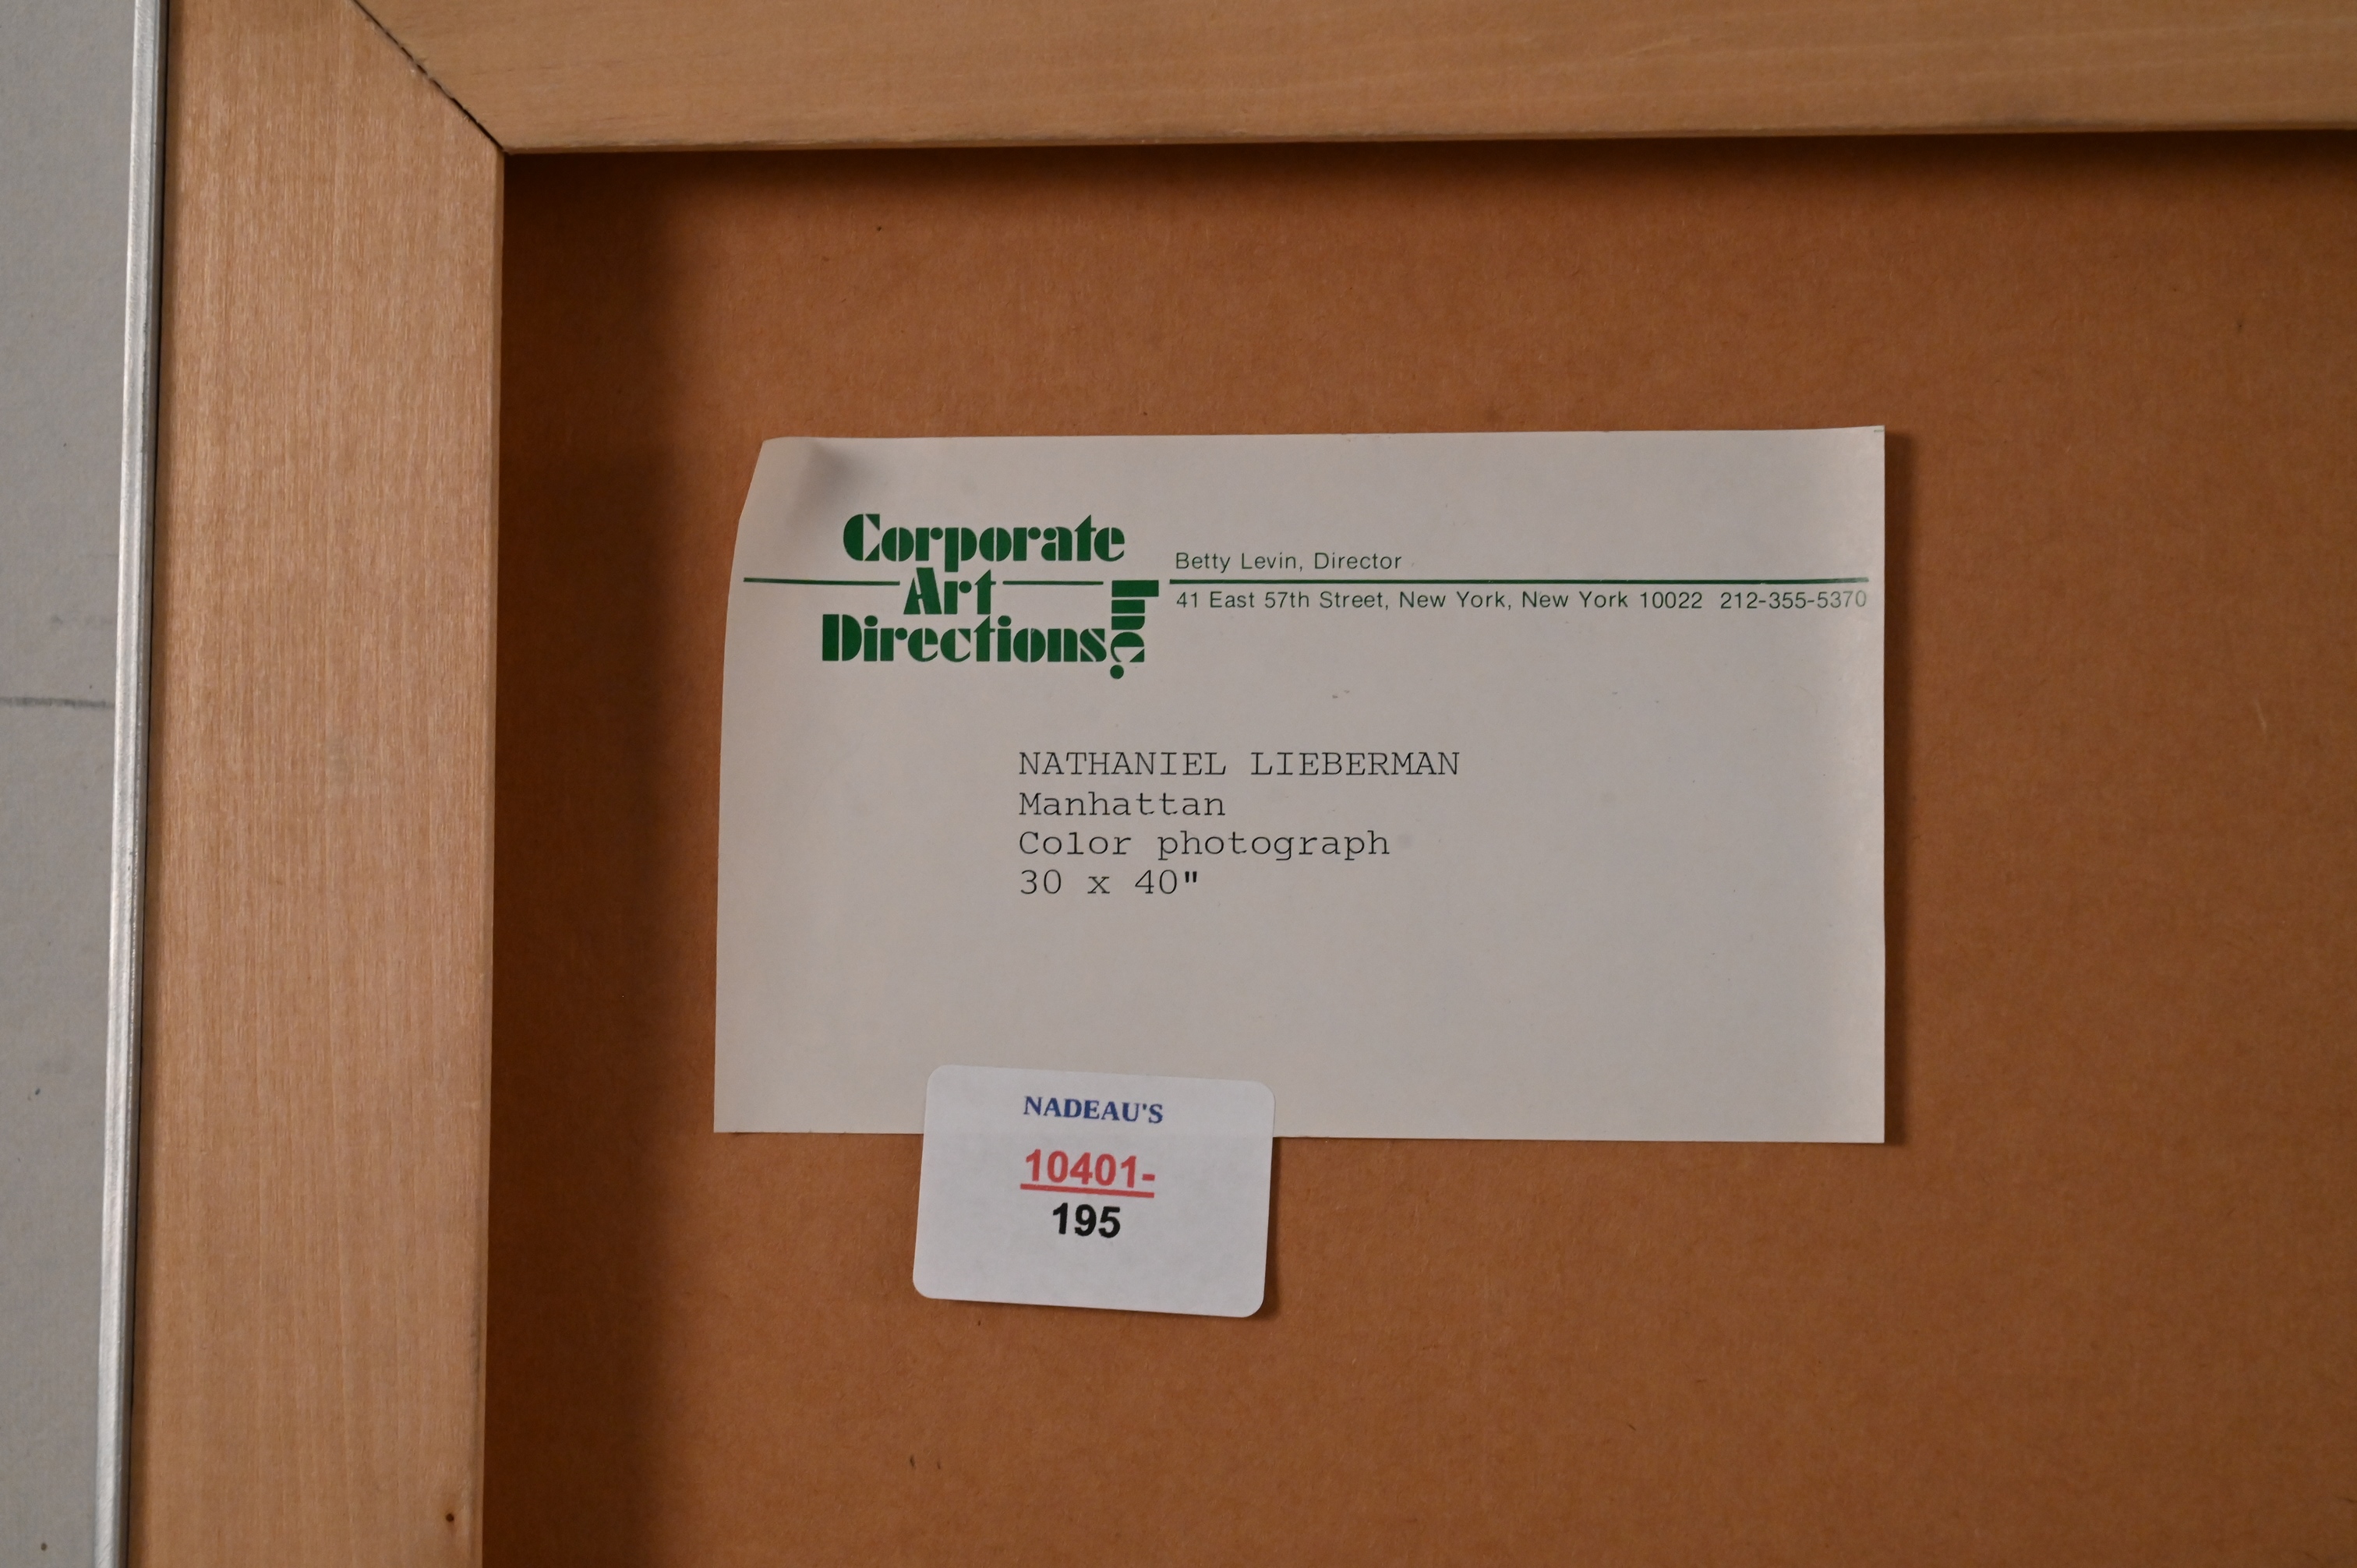 Corporate
Art
Directions Inc.
Betty Levin, Director
41 East 57th Street, New York, New York 10022 212-355-5370
NATHANIEL LIEBERMAN
Manhattan
Color photograph
30 x 40"
NADEAU'S
10401-
195